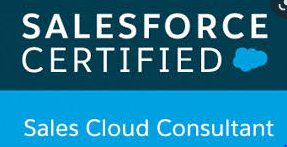 SALESFORCE
CERTIFIED
Sales Cloud Consultant